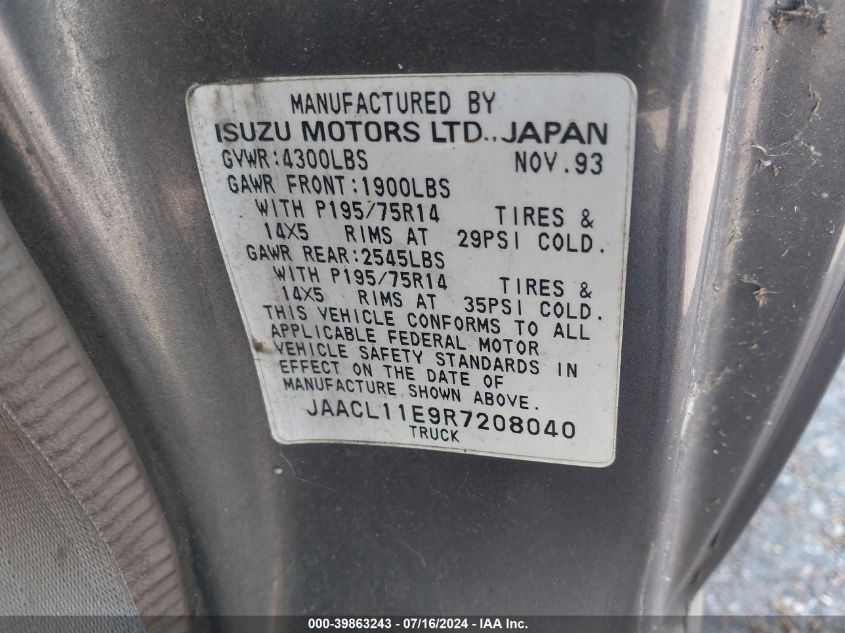 MANUFACTURED BY
ISUZU MOTORS LTD., JAPAN
GVWR:4300LBS NOV.93
GAWR FRONT:1900LBS
WITH P195/75R14 TIRES &
14X5 RIMS AT 29PSI COLD.
GAWR REAR:2545LBS
WITH P195/75R14 TIRES &
14X5 RIMS AT 35PSI COLD.
THIS VEHICLE CONFORMS TO ALL
APPLICABLE FEDERAL MOTOR
VEHICLE SAFETY STANDARDS IN
EFFECT ON THE DATE OF
MANUFACTURE SHOWN ABOVE.
JAACL11E9R7208040
TRUCK
000-39863243 - 07/16/2024 - IAA Inc.